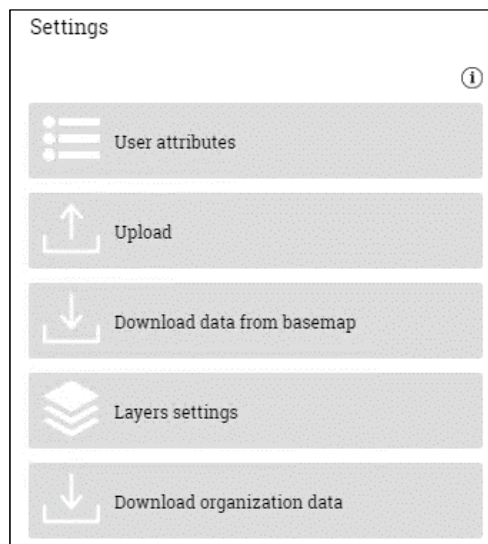 Settings
User attributes
Upload
Download data from basemap
Layers settings
Download organization data